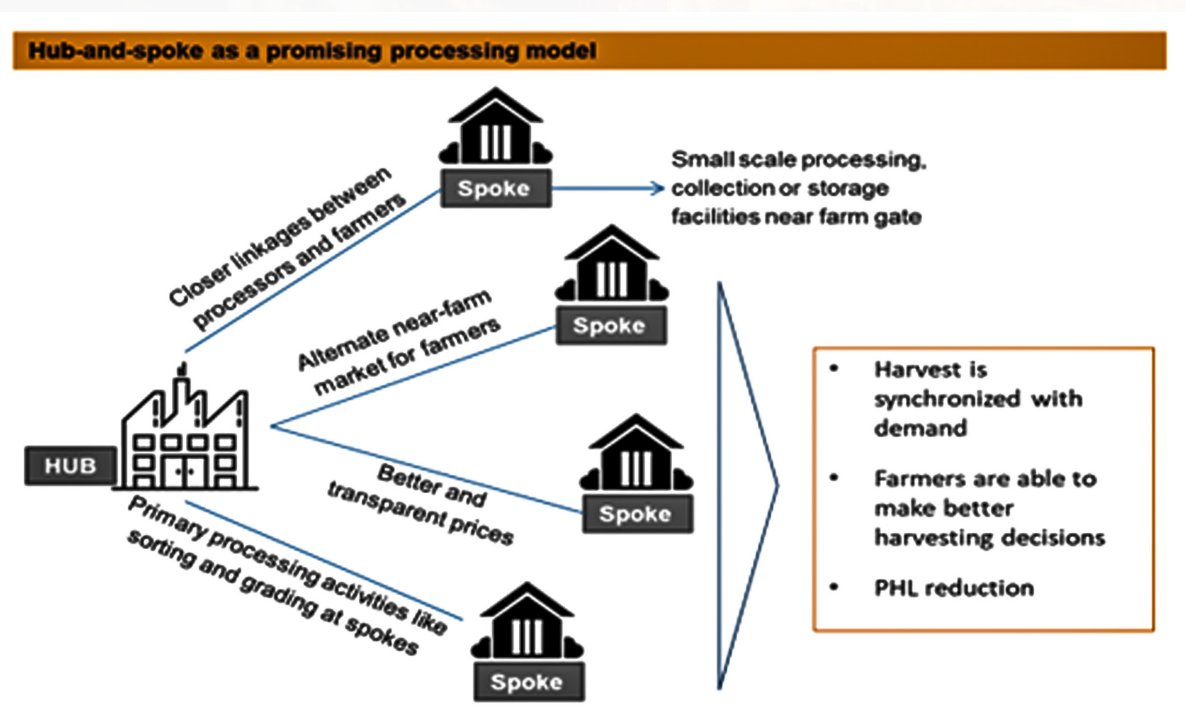 Hub-and-spoke as a promising processing model
Spoke
Small scale processing,
collection or storage
facilities near farm gate
Closer linkages between
processors and farmers
Spoke
Alternate near-farm
market for farmers
HUB
Spoke
Better and
transparent prices
Primary processing activities like
sorting and grading at spokes
Spoke
• Harvest is
synchronized with
demand
• Farmers are able to
make better
harvesting decisions
• PHL reduction